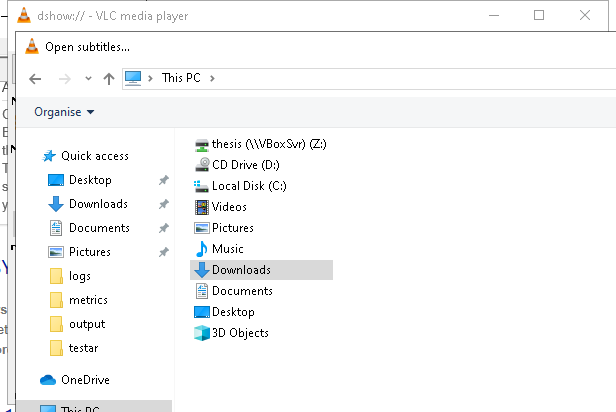 dshow:// - VLC media player
Open subtitles...
This PC
Organise
Quick access
Desktop
Downloads
Documents
Pictures
logs
metrics
output
testar
OneDrive
This PC
thesis (\\VBoxSvr) (Z:)
CD Drive (D:)
Local Disk (C:)
Videos
Pictures
Music
Downloads
Documents
Desktop
3D Objects